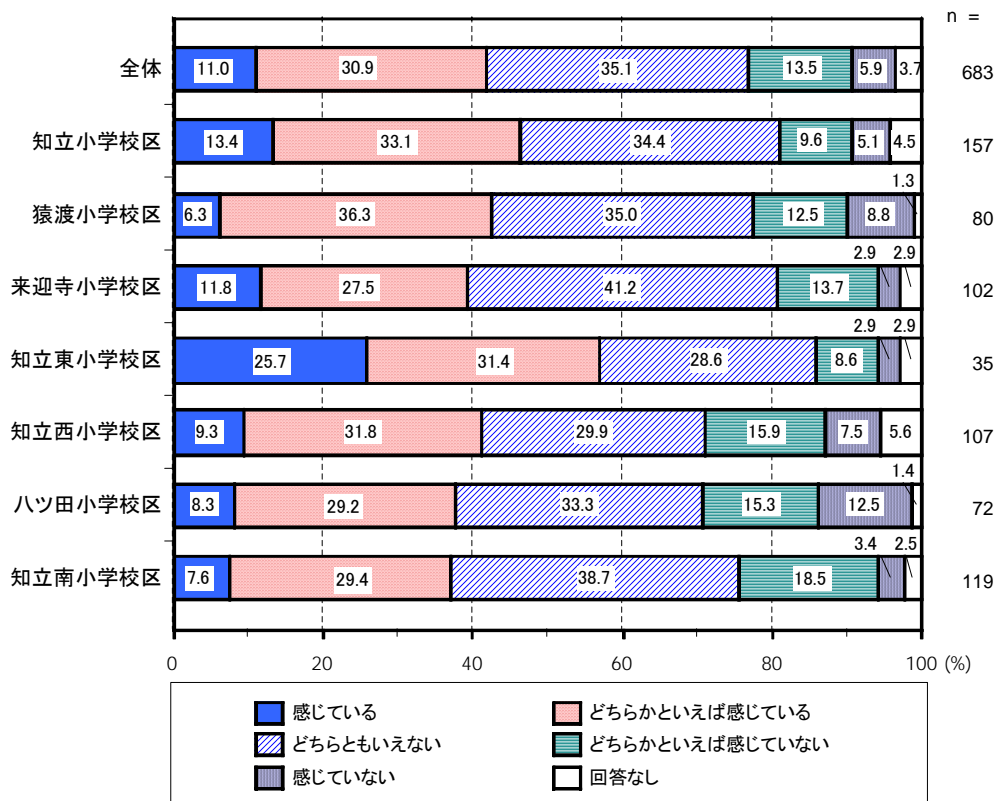 n =
全体 11.0 30.9 35.1 13.5 5.9 3.7 683
知立小学校区 13.4 33.1 34.4 9.6 5.1 4.5 157
1.3
猿渡小学校区 6.3 36.3 35.0 12.5 8.8 80
2.9 2.9
来迎寺小学校区 11.8 27.5 41.2 13.7 102
2.9 2.9
知立東小学校区 25.7 31.4 28.6 8.6 35
知立西小学校区 9.3 31.8 29.9 15.9 7.5 5.6 107
1.4
八ツ田小学校区 8.3 29.2 33.3 15.3 12.5 72
3.4 2.5
知立南小学校区 7.6 29.4 38.7 18.5 119
0 20 40 60 80 100 (%)
感じている どちらかといえば感じている
どちらともいえない どちらかといえば感じていない
感じていない 回答なし